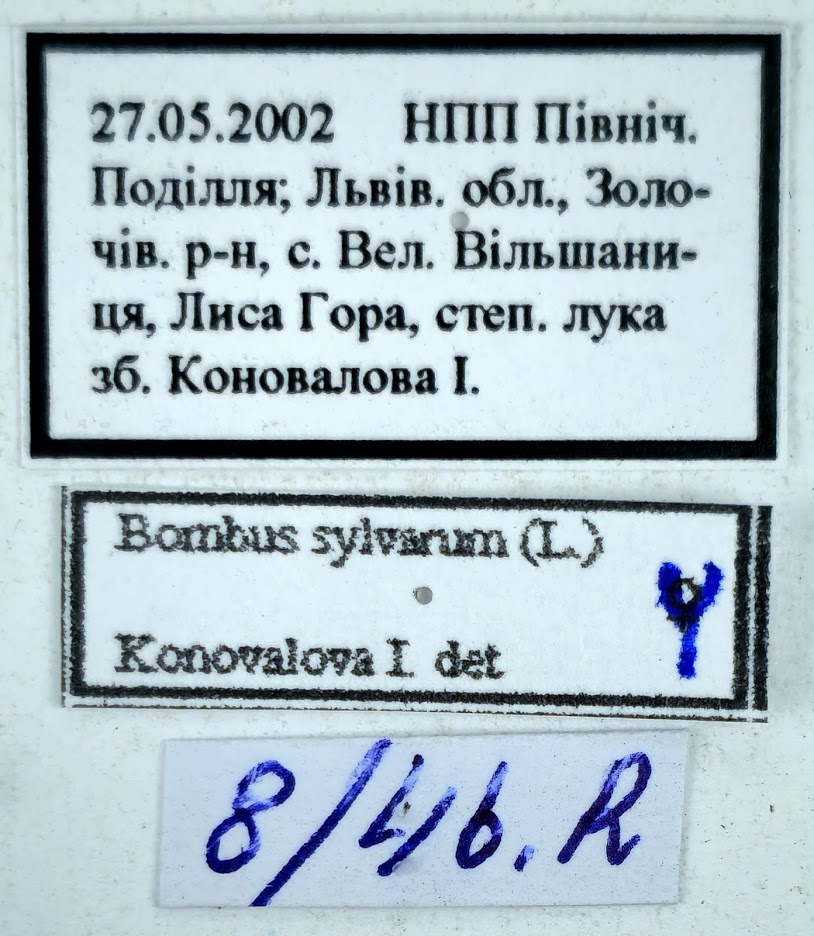 27.05.2002 НПП Північ.
Поділля; Львів. обл., Золо-
чів. р-н, с. Вел. Вільшани-
ця, Лиса Гора, степ. лука
зб. Коновалова І.
Bombus sylvarum (L.)
Konovalova I. det
8/46. R